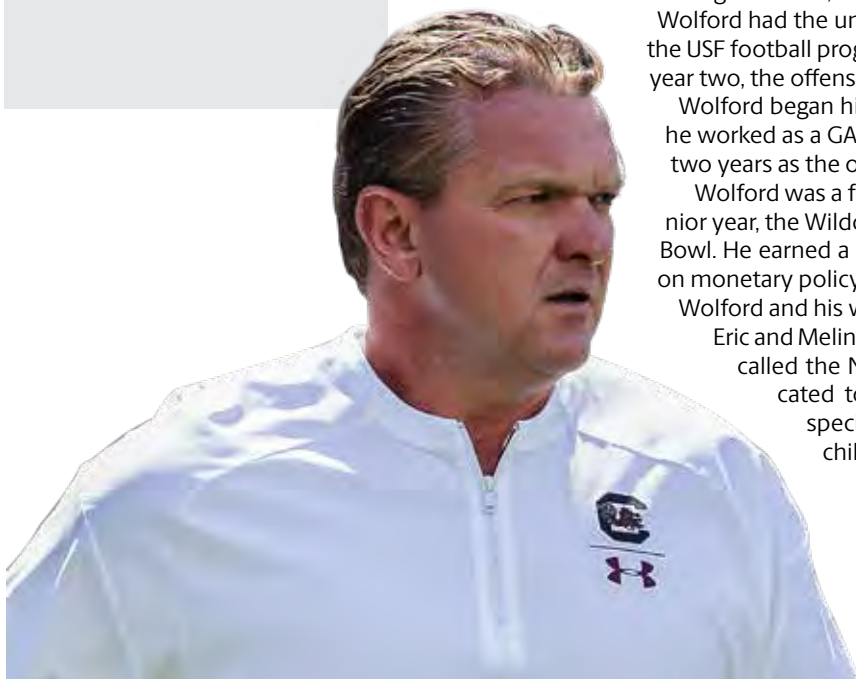 Wolford had the un
the USF football prog
year two, the offens
Wolford began hi
he worked as a GA
two years as the o
Wolford was a f
nior year, the Wildc
Bowl. He earned a
on monetary policy
Wolford and his w
Eric and Melin
called the N
cated to
speci
chil